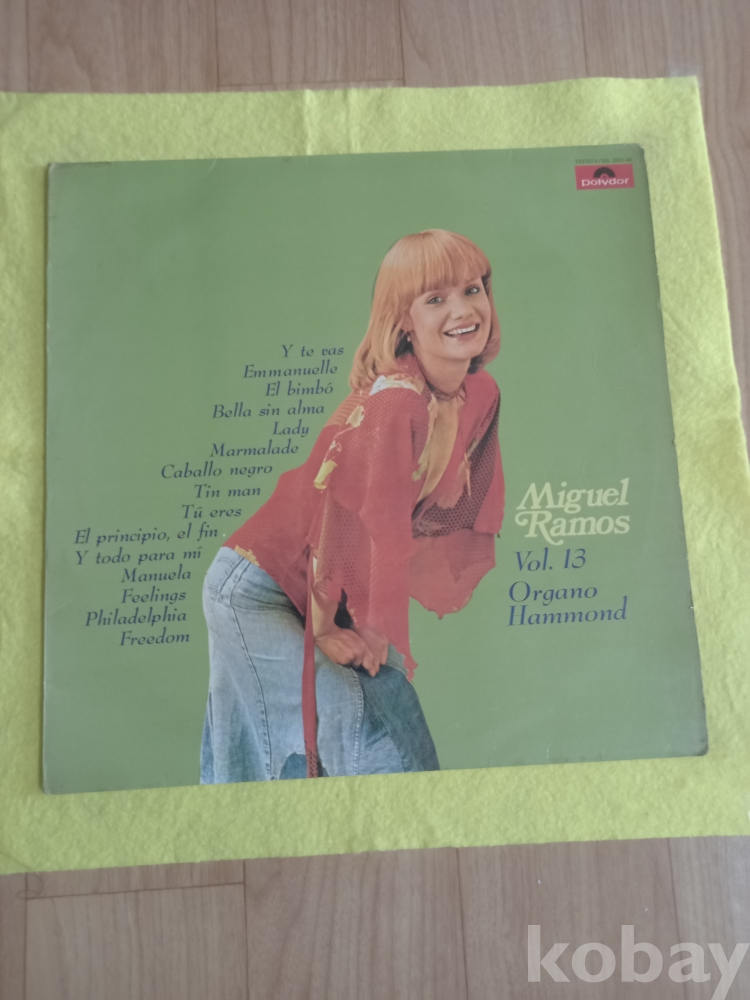 polydor
Y te vas
Emmanuelle
El bimbó
Bella sin alma
Lady
Marmalade
Caballo negro
Tin man
Tú eres
El principio, el fin
Y todo para mí
Manuela
Feelings
Philadelphia
Freedom
Miguel
Ramos
Vol. 13
Organo
Hammond
kobay